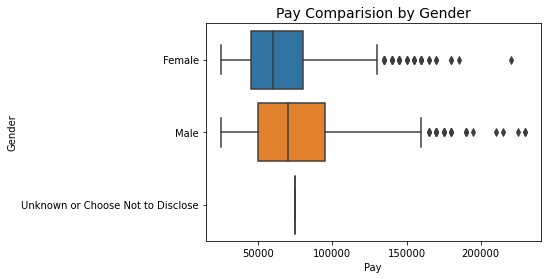 Pay Comparision by Gender
Female
Male
Unknown or Choose Not to Disclose
Gender
50000
100000
150000
200000
Pay